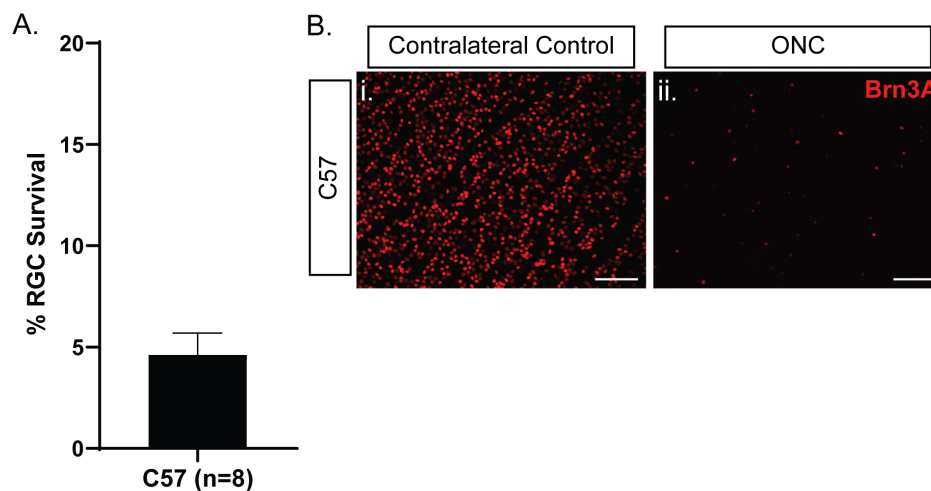 A.
20
15
10
5
0
% RGC Survival
C57 (n=8)
B.
Contralateral Control
ONC
C57
i.
ii.
Brn3A